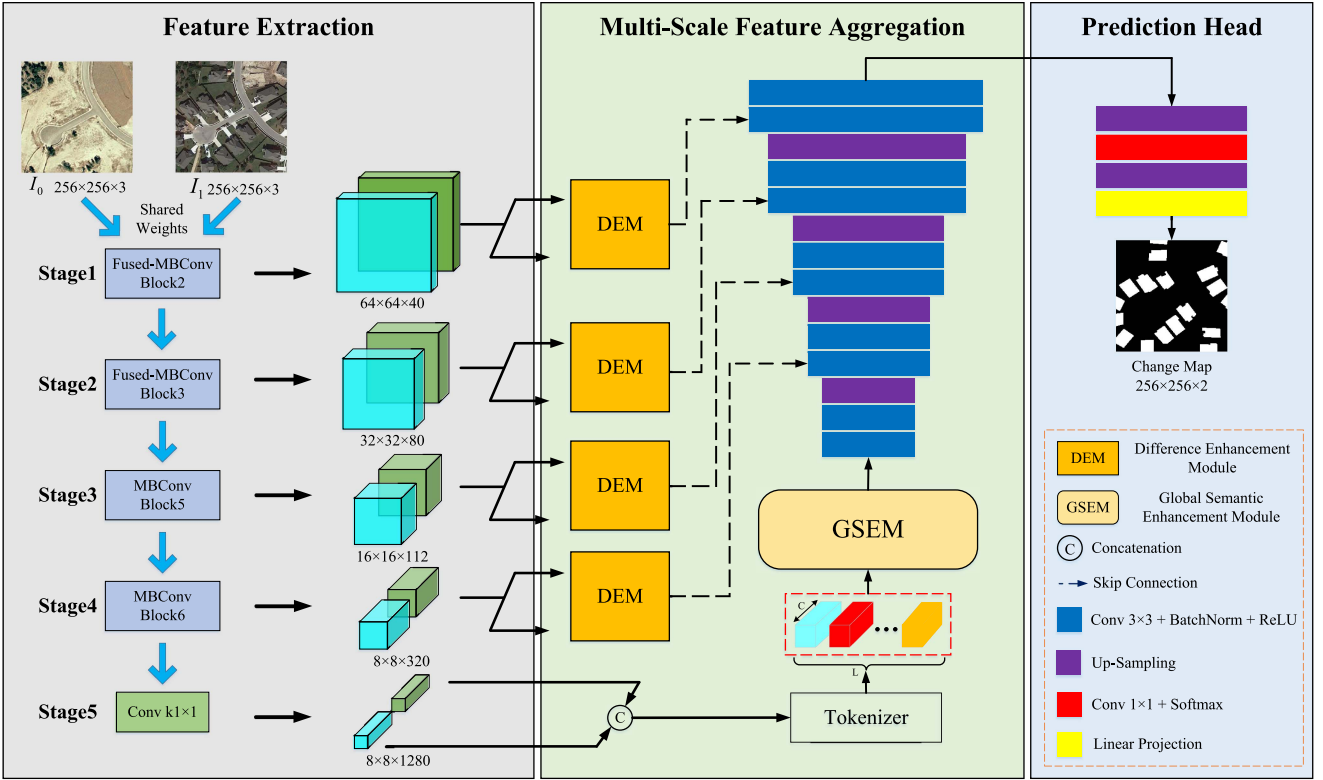 Feature Extraction
I0 256×256×3
I1 256×256×3
Shared
Weights
Stage1
Fused-MBConv
Block2
64×64×40
Stage2
Fused-MBConv
Block3
32×32×80
Stage3
MBConv
Block5
16×16×112
Stage4
MBConv
Block6
8×8×320
Stage5
Conv k1×1
8×8×1280
Multi-Scale Feature Aggregation
DEM
DEM
DEM
DEM
GSEM
C
L
C
Tokenizer
Prediction Head
Change Map
256×256×2
DEM
Difference Enhancement
Module
GSEM
Global Semantic
Enhancement Module
C
Concatenation
Skip Connection
Conv 3×3 + BatchNorm + ReLU
Up-Sampling
Conv 1×1 + Softmax
Linear Projection